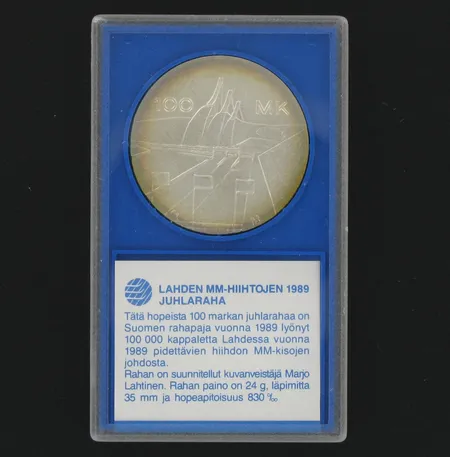 100 MK
LAHDEN MM-HIIHTOJEN 1989
JUHLARAHA
Tätä hopeista 100 markan juhlarahaa on
Suomen rahapaja vuonna 1989 lyönyt
100 000 kappaletta Lahdessa vuonna
1989 pidettävien hiihdon MM-kisojen
johdosta.
Rahan on suunnitellut kuvanveistäjä Marjo
Lahtinen. Rahan paino on 24 g, läpimitta
35 mm ja hopeapitoisuus 830 ‰